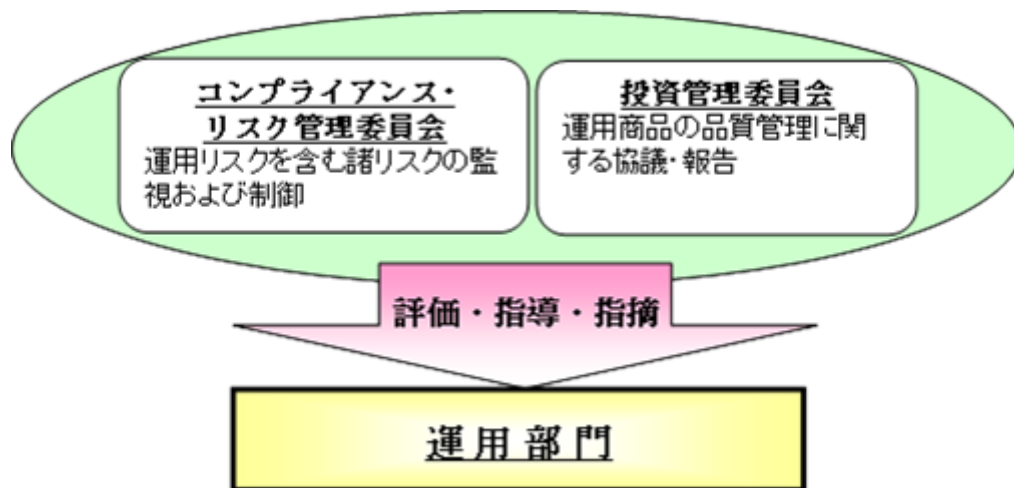 コンプライアンス・
リスク管理委員会
運用リスクを含む諸リスクの監
視および制御
投資管理委員会
運用商品の品質管理に関
する協議・報告
評価・指導・指摘
運用部門